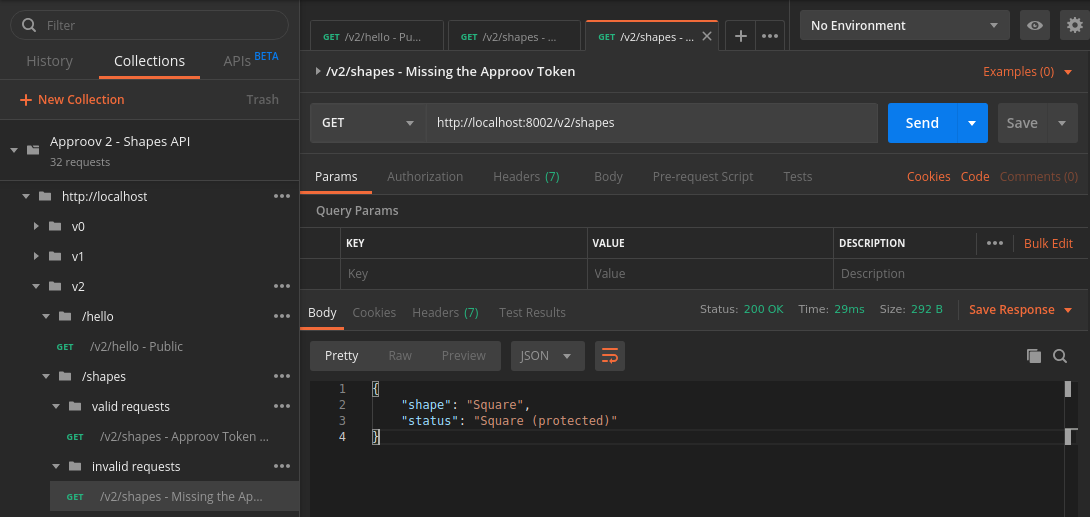 Filter
History
Collections
APIs BETA
+ New Collection
Trash
Approov 2 - Shapes API
32 requests
http://localhost
v0
v1
v2
/hello
GET /v2/hello - Public
/shapes
valid requests
GET /v2/shapes - Approov Token ...
invalid requests
GET /v2/shapes - Missing the Ap...
GET /v2/hello - Pu...
GET /v2/shapes - ...
GET /v2/shapes - ...
No Environment
/v2/shapes - Missing the Approov Token
Examples (0)
GET
http://localhost:8002/v2/shapes
Send
Save
Params
Authorization
Headers (7)
Body
Pre-request Script
Tests
Cookies
Code
Comments (0)
Query Params
KEY
VALUE
DESCRIPTION
Bulk Edit
Key
Value
Description
Body
Cookies
Headers (7)
Test Results
Status: 200 OK
Time: 29ms
Size: 292 B
Save Response
Pretty
Raw
Preview
JSON
1 {
2 "shape": "Square",
3 "status": "Square (protected)"
4 }